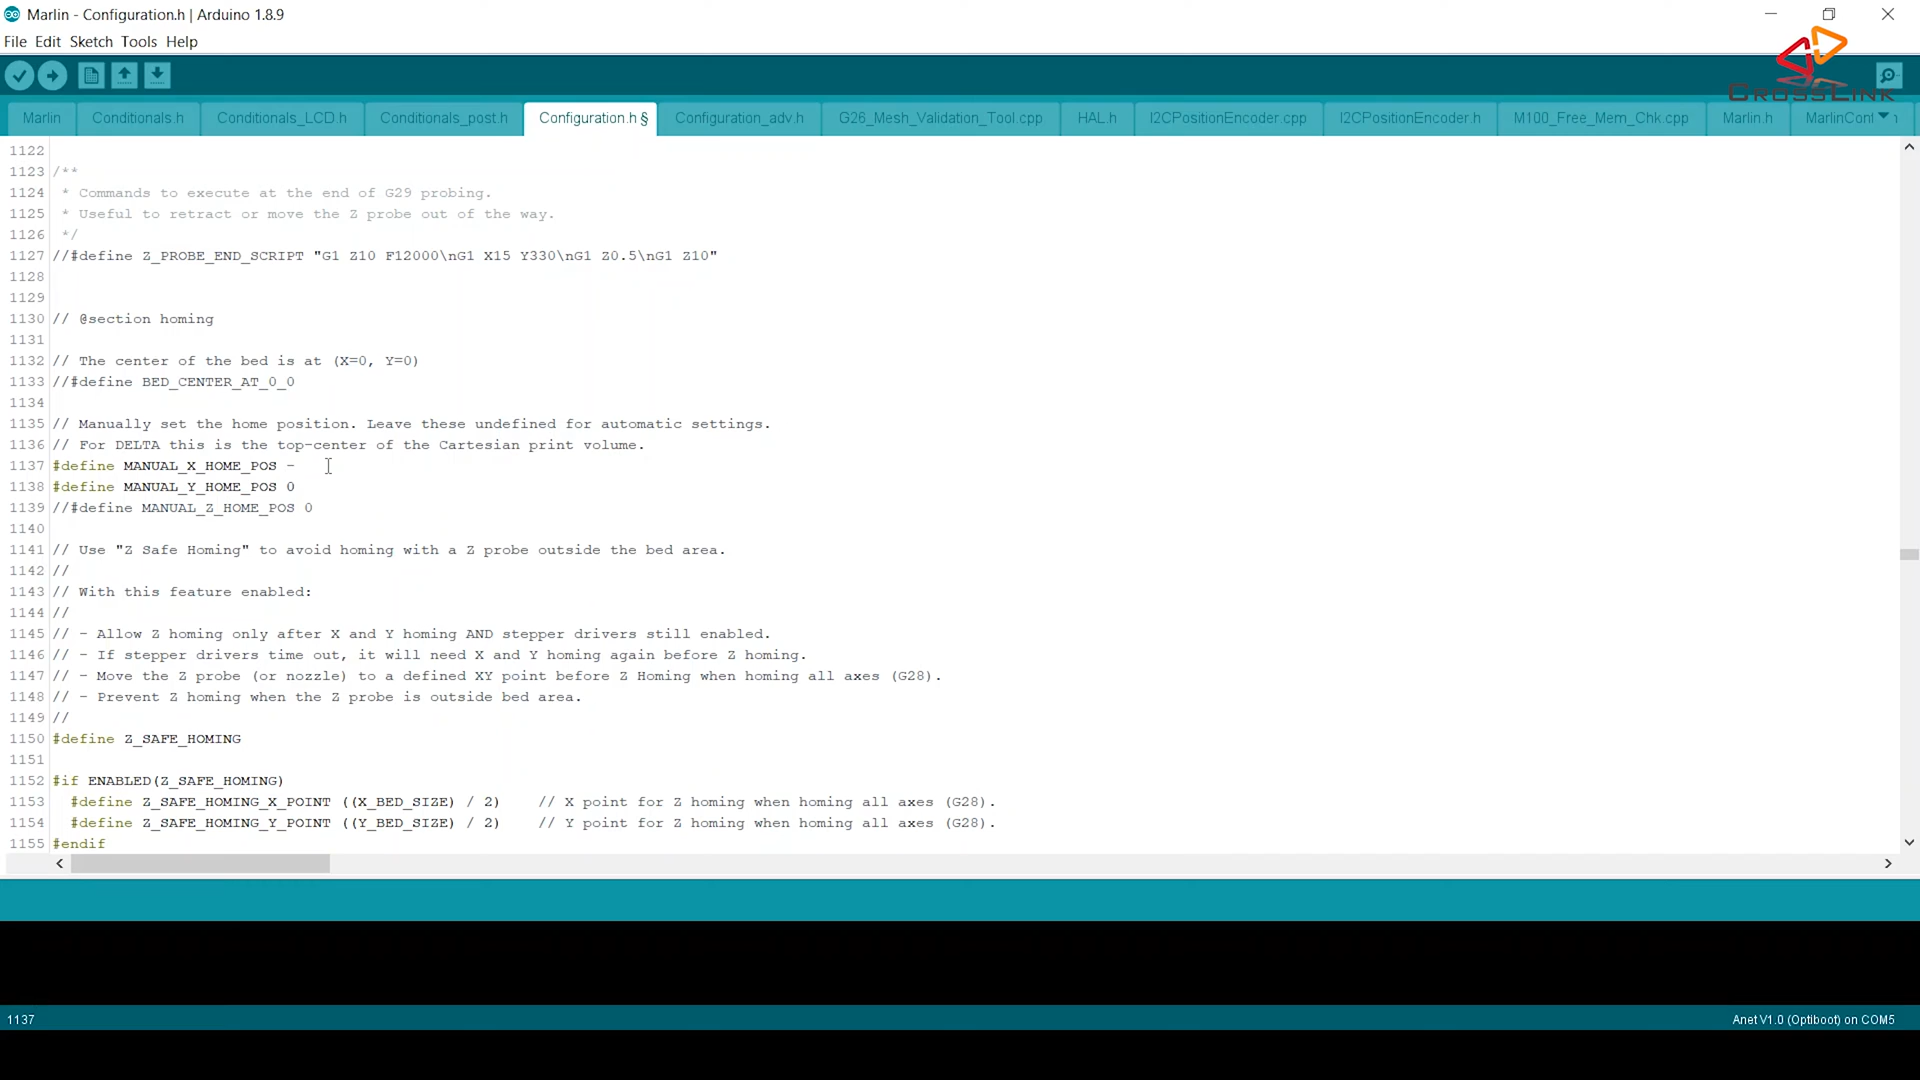 Marlin - Configuration.h | Arduino 1.8.9
File Edit Sketch Tools Help
CROSSLINK
Marlin Conditionals.h Conditionals_LCD.h Conditionals_post.h Configuration.h § Configuration_adv.h G26_Mesh_Validation_Tool.cpp HAL.h I2CPositionEncoder.cpp I2CPositionEncoder.h M100_Free_Mem_Chk.cpp Marlin.h MarlinConf
1122
1123 /**
1124 * Commands to execute at the end of G29 probing.
1125 * Useful to retract or move the Z probe out of the way.
1126 */
1127 //#define Z_PROBE_END_SCRIPT "G1 Z10 F12000\nG1 X15 Y330\nG1 Z0.5\nG1 Z10"
1128
1129
1130 // @section homing
1131
1132 // The center of the bed is at (X=0, Y=0)
1133 //#define BED_CENTER_AT_0_0
1134
1135 // Manually set the home position. Leave these undefined for automatic settings.
1136 // For DELTA this is the top-center of the Cartesian print volume.
1137 #define MANUAL_X_HOME_POS -
1138 #define MANUAL_Y_HOME_POS 0
1139 //#define MANUAL_Z_HOME_POS 0
1140
1141 // Use "Z Safe Homing" to avoid homing with a Z probe outside the bed area.
1142 //
1143 // With this feature enabled:
1144 //
1145 // - Allow Z homing only after X and Y homing AND stepper drivers still enabled.
1146 // - If stepper drivers time out, it will need X and Y homing again before Z homing.
1147 // - Move the Z probe (or nozzle) to a defined XY point before Z Homing when homing all axes (G28).
1148 // - Prevent Z homing when the Z probe is outside bed area.
1149 //
1150 #define Z_SAFE_HOMING
1151
1152 #if ENABLED(Z_SAFE_HOMING)
1153 #define Z_SAFE_HOMING_X_POINT ((X_BED_SIZE) / 2) // X point for Z homing when homing all axes (G28).
1154 #define Z_SAFE_HOMING_Y_POINT ((Y_BED_SIZE) / 2) // Y point for Z homing when homing all axes (G28).
1155 #endif
1137 Anet V1.0 (Optiboot) on COM5